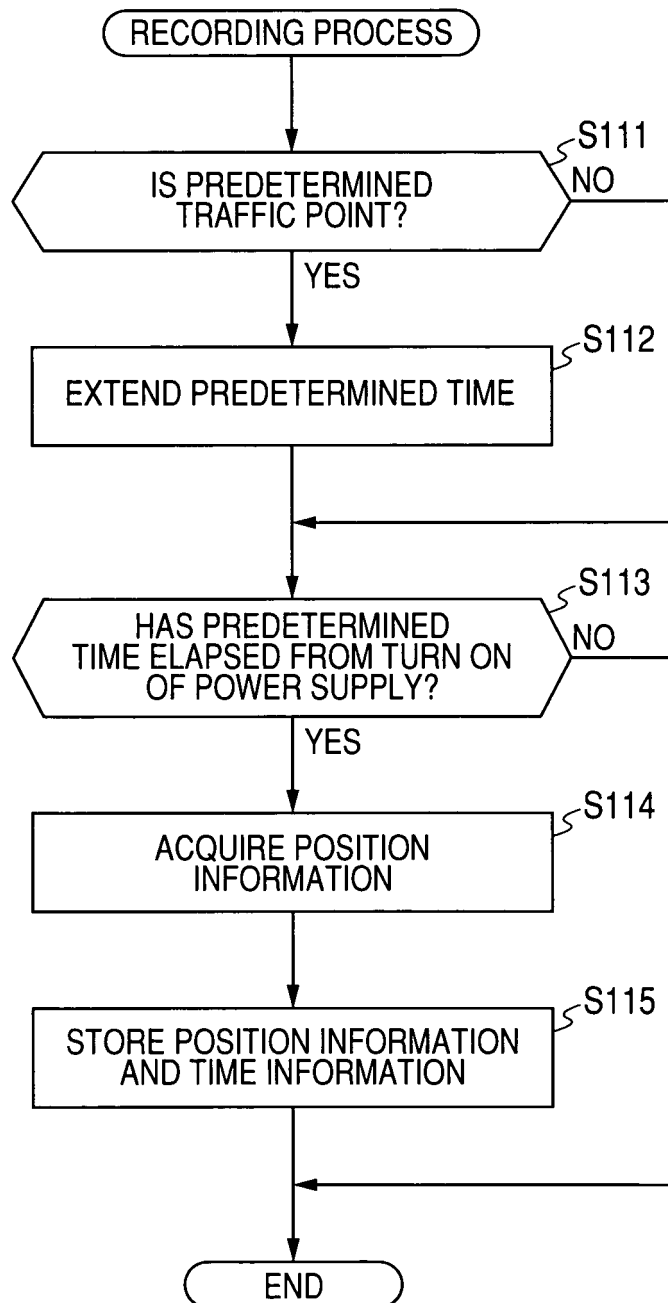 RECORDING PROCESS
S111
IS PREDETERMINED
TRAFFIC POINT?
NO
YES
S112
EXTEND PREDETERMINED TIME
S113
HAS PREDETERMINED
TIME ELAPSED FROM TURN ON
OF POWER SUPPLY?
NO
YES
S114
ACQUIRE POSITION
INFORMATION
S115
STORE POSITION INFORMATION
AND TIME INFORMATION
END